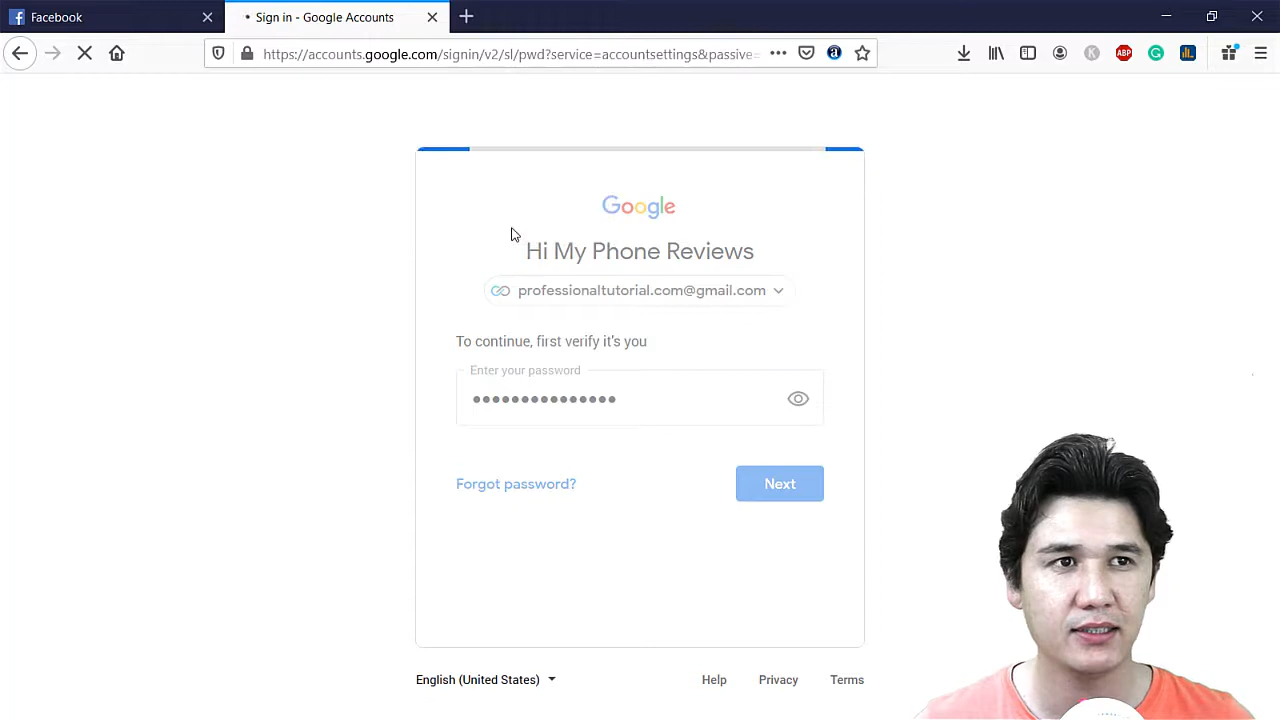 Facebook
Sign in - Google Accounts
https://accounts.google.com/signin/v2/sl/pwd?service=accountsettings&passive=
ABP
Google
Hi My Phone Reviews
professionaltutorial.com@gmail.com
To continue, first verify it's you
Enter your password
Forgot password?
Next
English (United States)
Help
Privacy
Terms